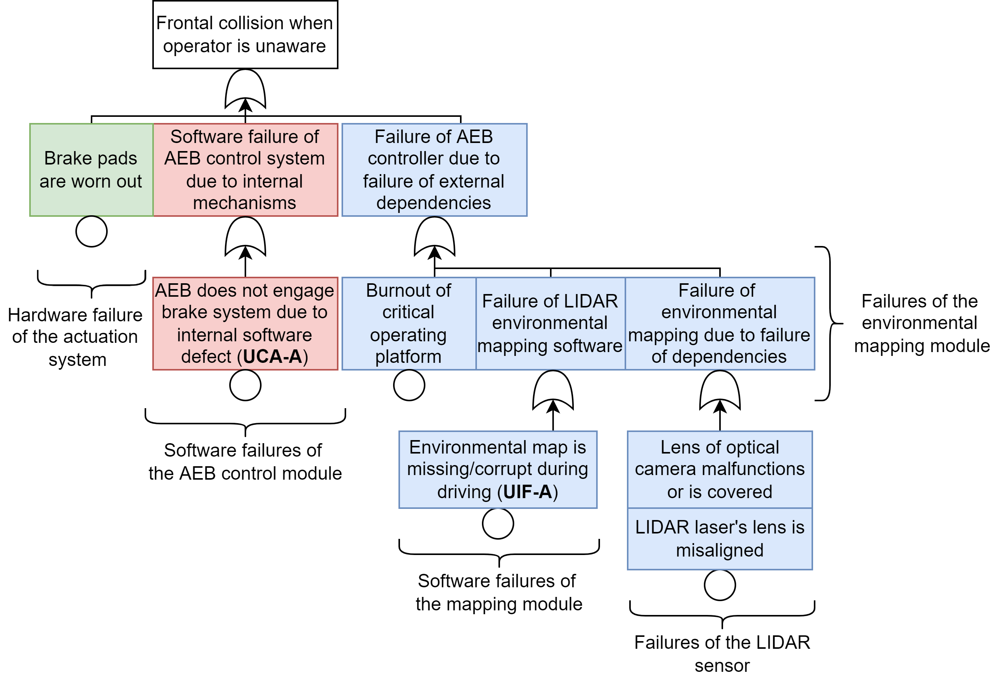 Frontal collision when
operator is unaware
Brake pads
are worn out
Software failure of
AEB control system
due to internal
mechanisms
Failure of AEB
controller due to
failure of external
dependencies
Hardware failure
of the actuation
system
AEB does not engage
brake system due to
internal software
defect (UCA-A)
Burnout of
critical
operating
platform
Failure of LIDAR
environmental
mapping software
Failure of
environmental
mapping due to failure
of dependencies
Failures of the
environmental
mapping module
Software failures of
the AEB control module
Environmental map is
missing/corrupt during
driving (UIF-A)
Lens of optical
camera malfunctions
or is covered
LIDAR laser's lens is
misaligned
Software failures of
the mapping module
Failures of the LIDAR
sensor